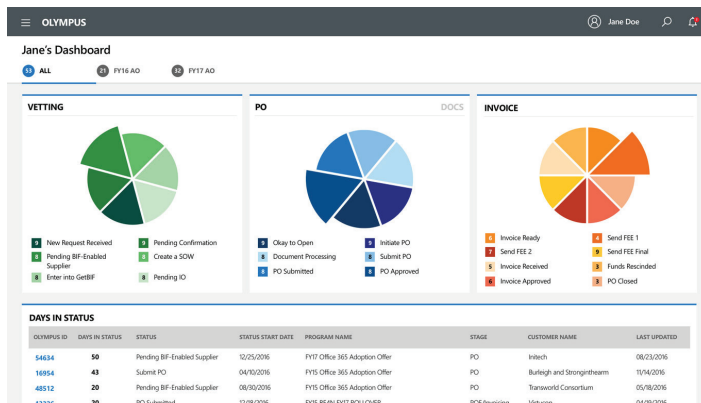 OLYMPUS
Jane Doe
Jane's Dashboard
53 ALL
21 FY16 AO
32 FY17 AO
VETTING
9 New Request Received
9 Pending Confirmation
8 Pending BIF-Enabled Supplier
8 Create a SOW
8 Enter into GetBIF
8 Pending IO
PO
DOCS
9 Okay to Open
9 Initiate PO
8 Document Processing
8 Submit PO
8 PO Submitted
8 PO Approved
INVOICE
Invoice Ready
4 Send FEE 1
7 Send FEE 2
9 Send FEE Final
5 Invoice Received
3 Funds Rescinded
6 Invoice Approved
3 PO Closed
DAYS IN STATUS
OLYMPUS ID DAYS IN STATUS STATUS STATUS START DATE PROGRAM NAME STAGE CUSTOMER NAME LAST UPDATED
54634 50 Pending BIF-Enabled Supplier 12/25/2016 FY17 Office 365 Adoption Offer PO Initech 08/23/2016
16954 43 Submit PO 04/10/2016 FY15 Office 365 Adoption Offer PO Burleigh and Stronginthearm 11/14/2016
48512 20 Pending BIF-Enabled Supplier 08/30/2016 FY15 Office 365 Adoption Offer PO Transworld Consortium 05/18/2016